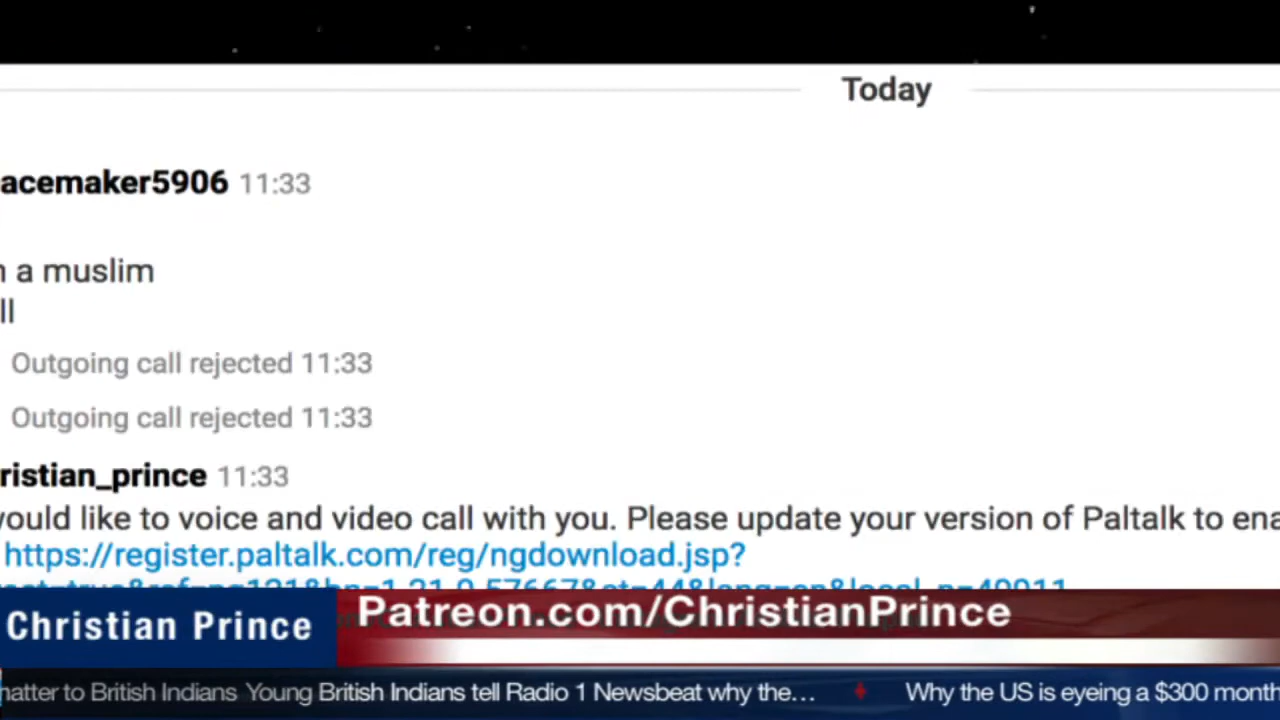 Today
acemaker5906 11:33
a muslim
ll
Outgoing call rejected 11:33
Outgoing call rejected 11:33
ristian_prince 11:33
would like to voice and video call with you. Please update your version of Paltalk to ena
https://register.paltalk.com/reg/ngdownload.jsp?
Christian Prince
Patreon.com/ChristianPrince
matter to British Indians Young British Indians tell Radio 1 Newsbeat why the... Why the US is eyeing a $300 month